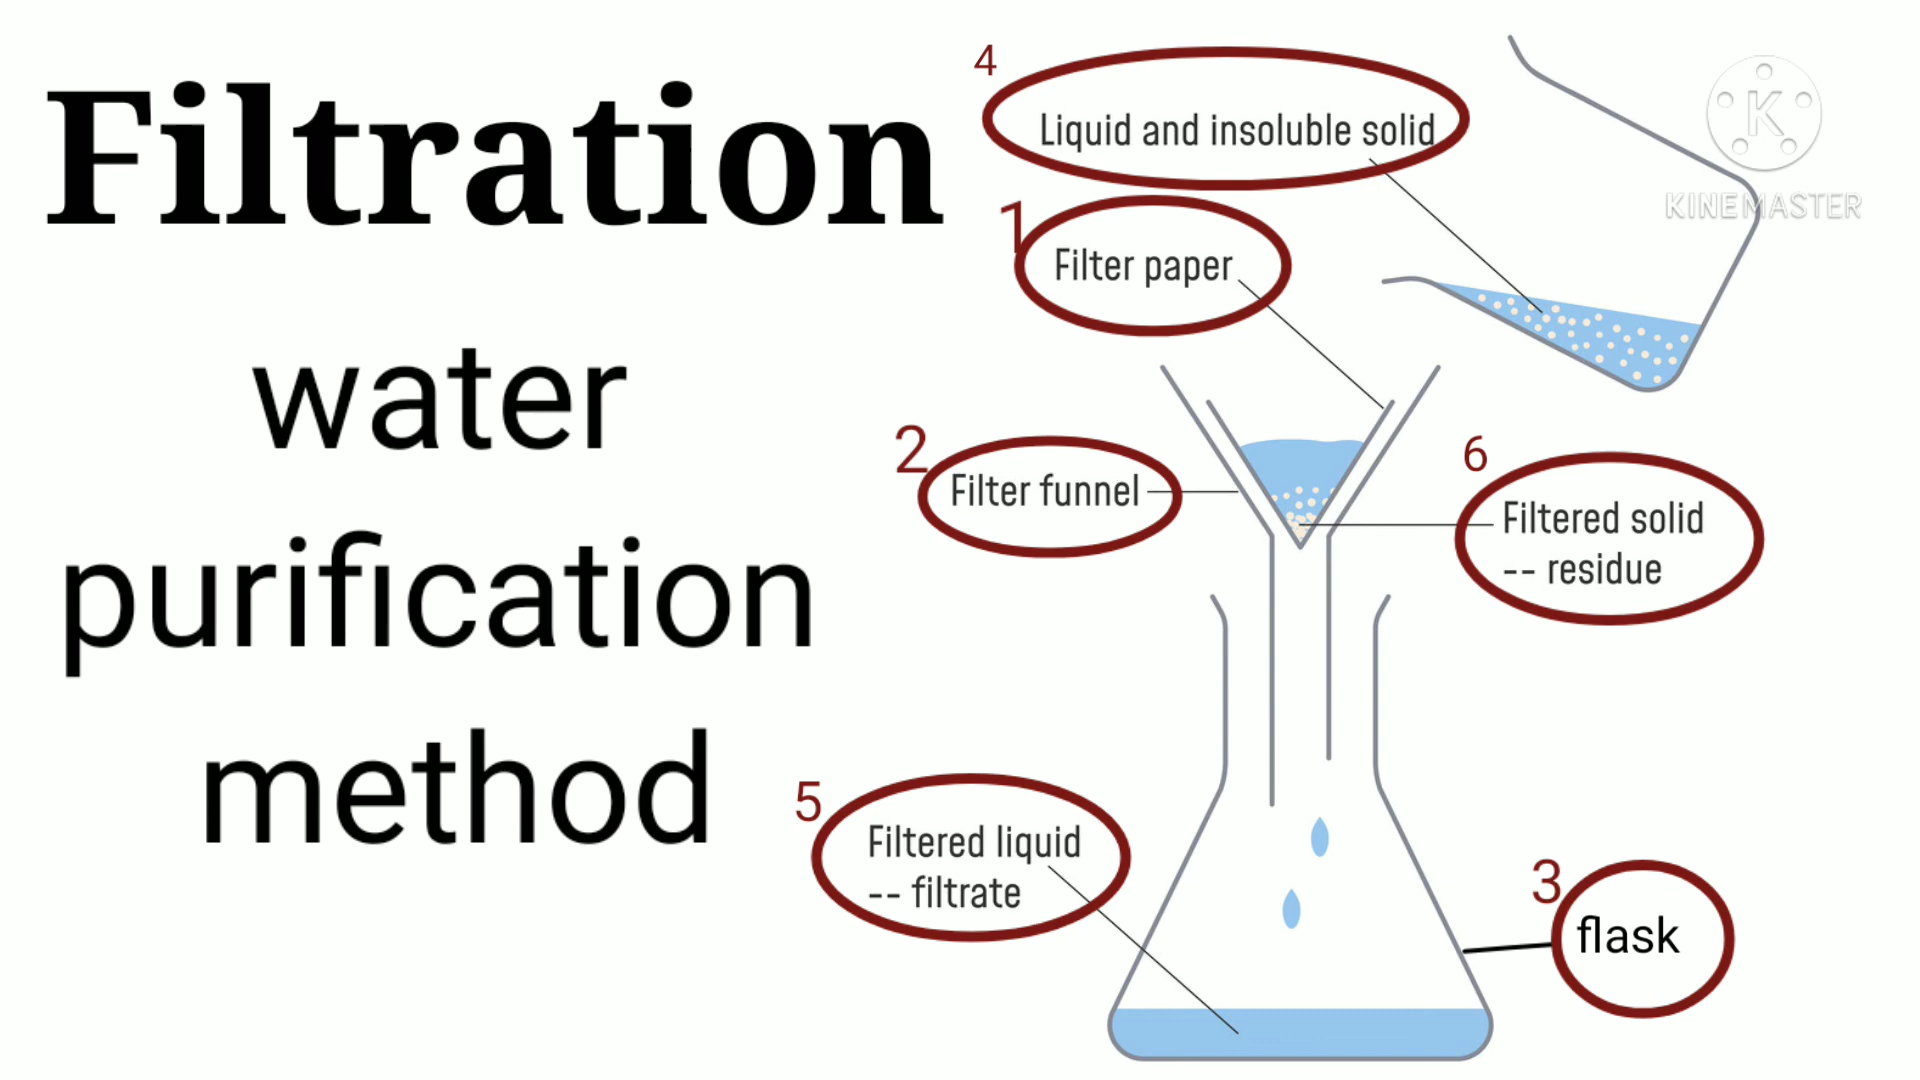 Filtration
water
purification
method
4
Liquid and insoluble solid
1
Filter paper
2
Filter funnel
6
Filtered solid
-- residue
5
Filtered liquid
-- filtrate
3
flask
K
KINEMASTER